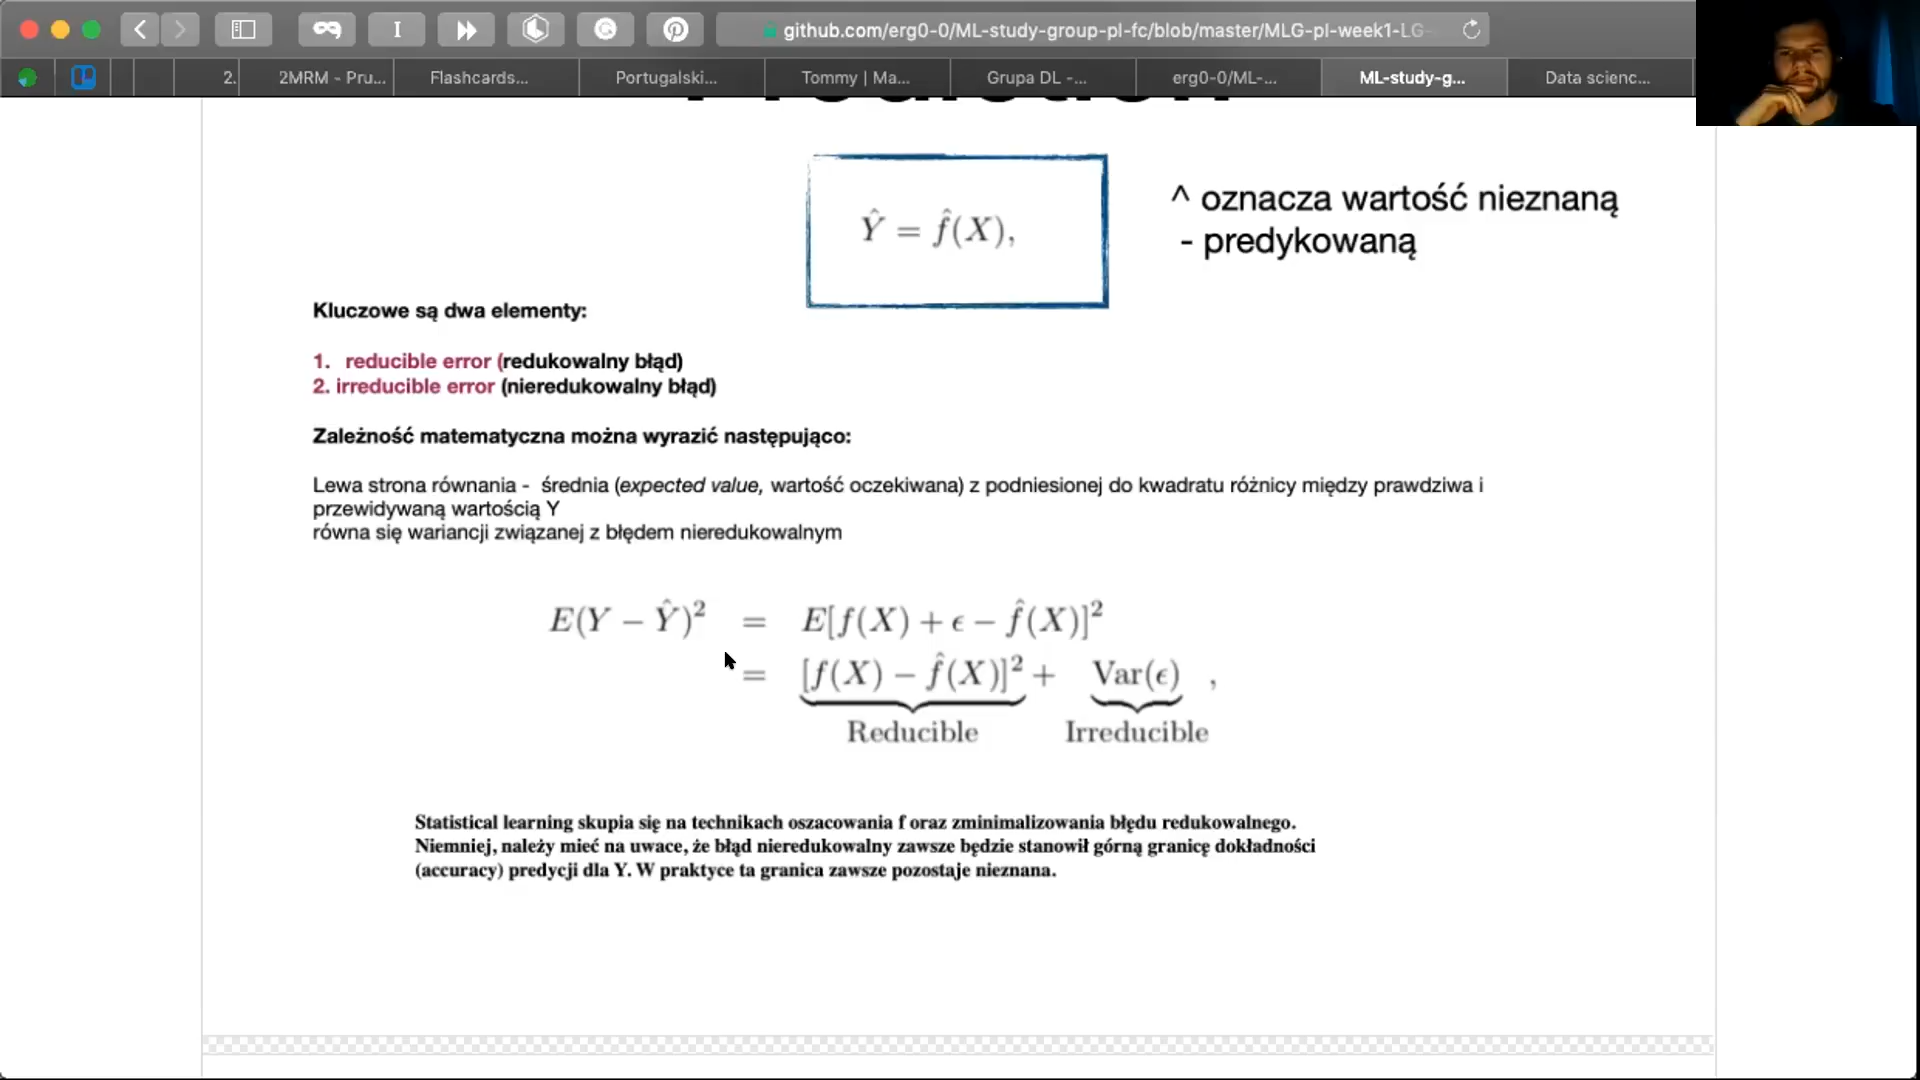 github.com/erg0-0/ML-study-group-pl-fc/blob/master/MLG-pl-week1-LG-
2. 2MRM - Pru... Flashcards... Portugalski... Tommy | Ma... Grupa DL -... erg0-0/ML-... ML-study-g... Data scienc...
Ŷ = f̂(X),
^ oznacza wartość nieznaną
- predykowaną
Kluczowe są dwa elementy:
1. reducible error (redukowalny błąd)
2. irreducible error (nieredukowalny błąd)
Zależność matematyczna można wyrazić następująco:
Lewa strona równania - średnia (expected value, wartość oczekiwana) z podniesionej do kwadratu różnicy między prawdziwa i
przewidywaną wartością Y
równa się wariancji związanej z błędem nieredukowalnym
E(Y − Ŷ)² = E[f(X) + ϵ − f̂(X)]²
= [f(X) − f̂(X)]² + Var(ϵ) ,
Reducible Irreducible
Statistical learning skupia się na technikach oszacowania f oraz zminimalizowania błędu redukowalnego.
Niemniej, należy mieć na uwace, że błąd nieredukowalny zawsze będzie stanowił górną granicę dokładności
(accuracy) predycji dla Y. W praktyce ta granica zawsze pozostaje nieznana.